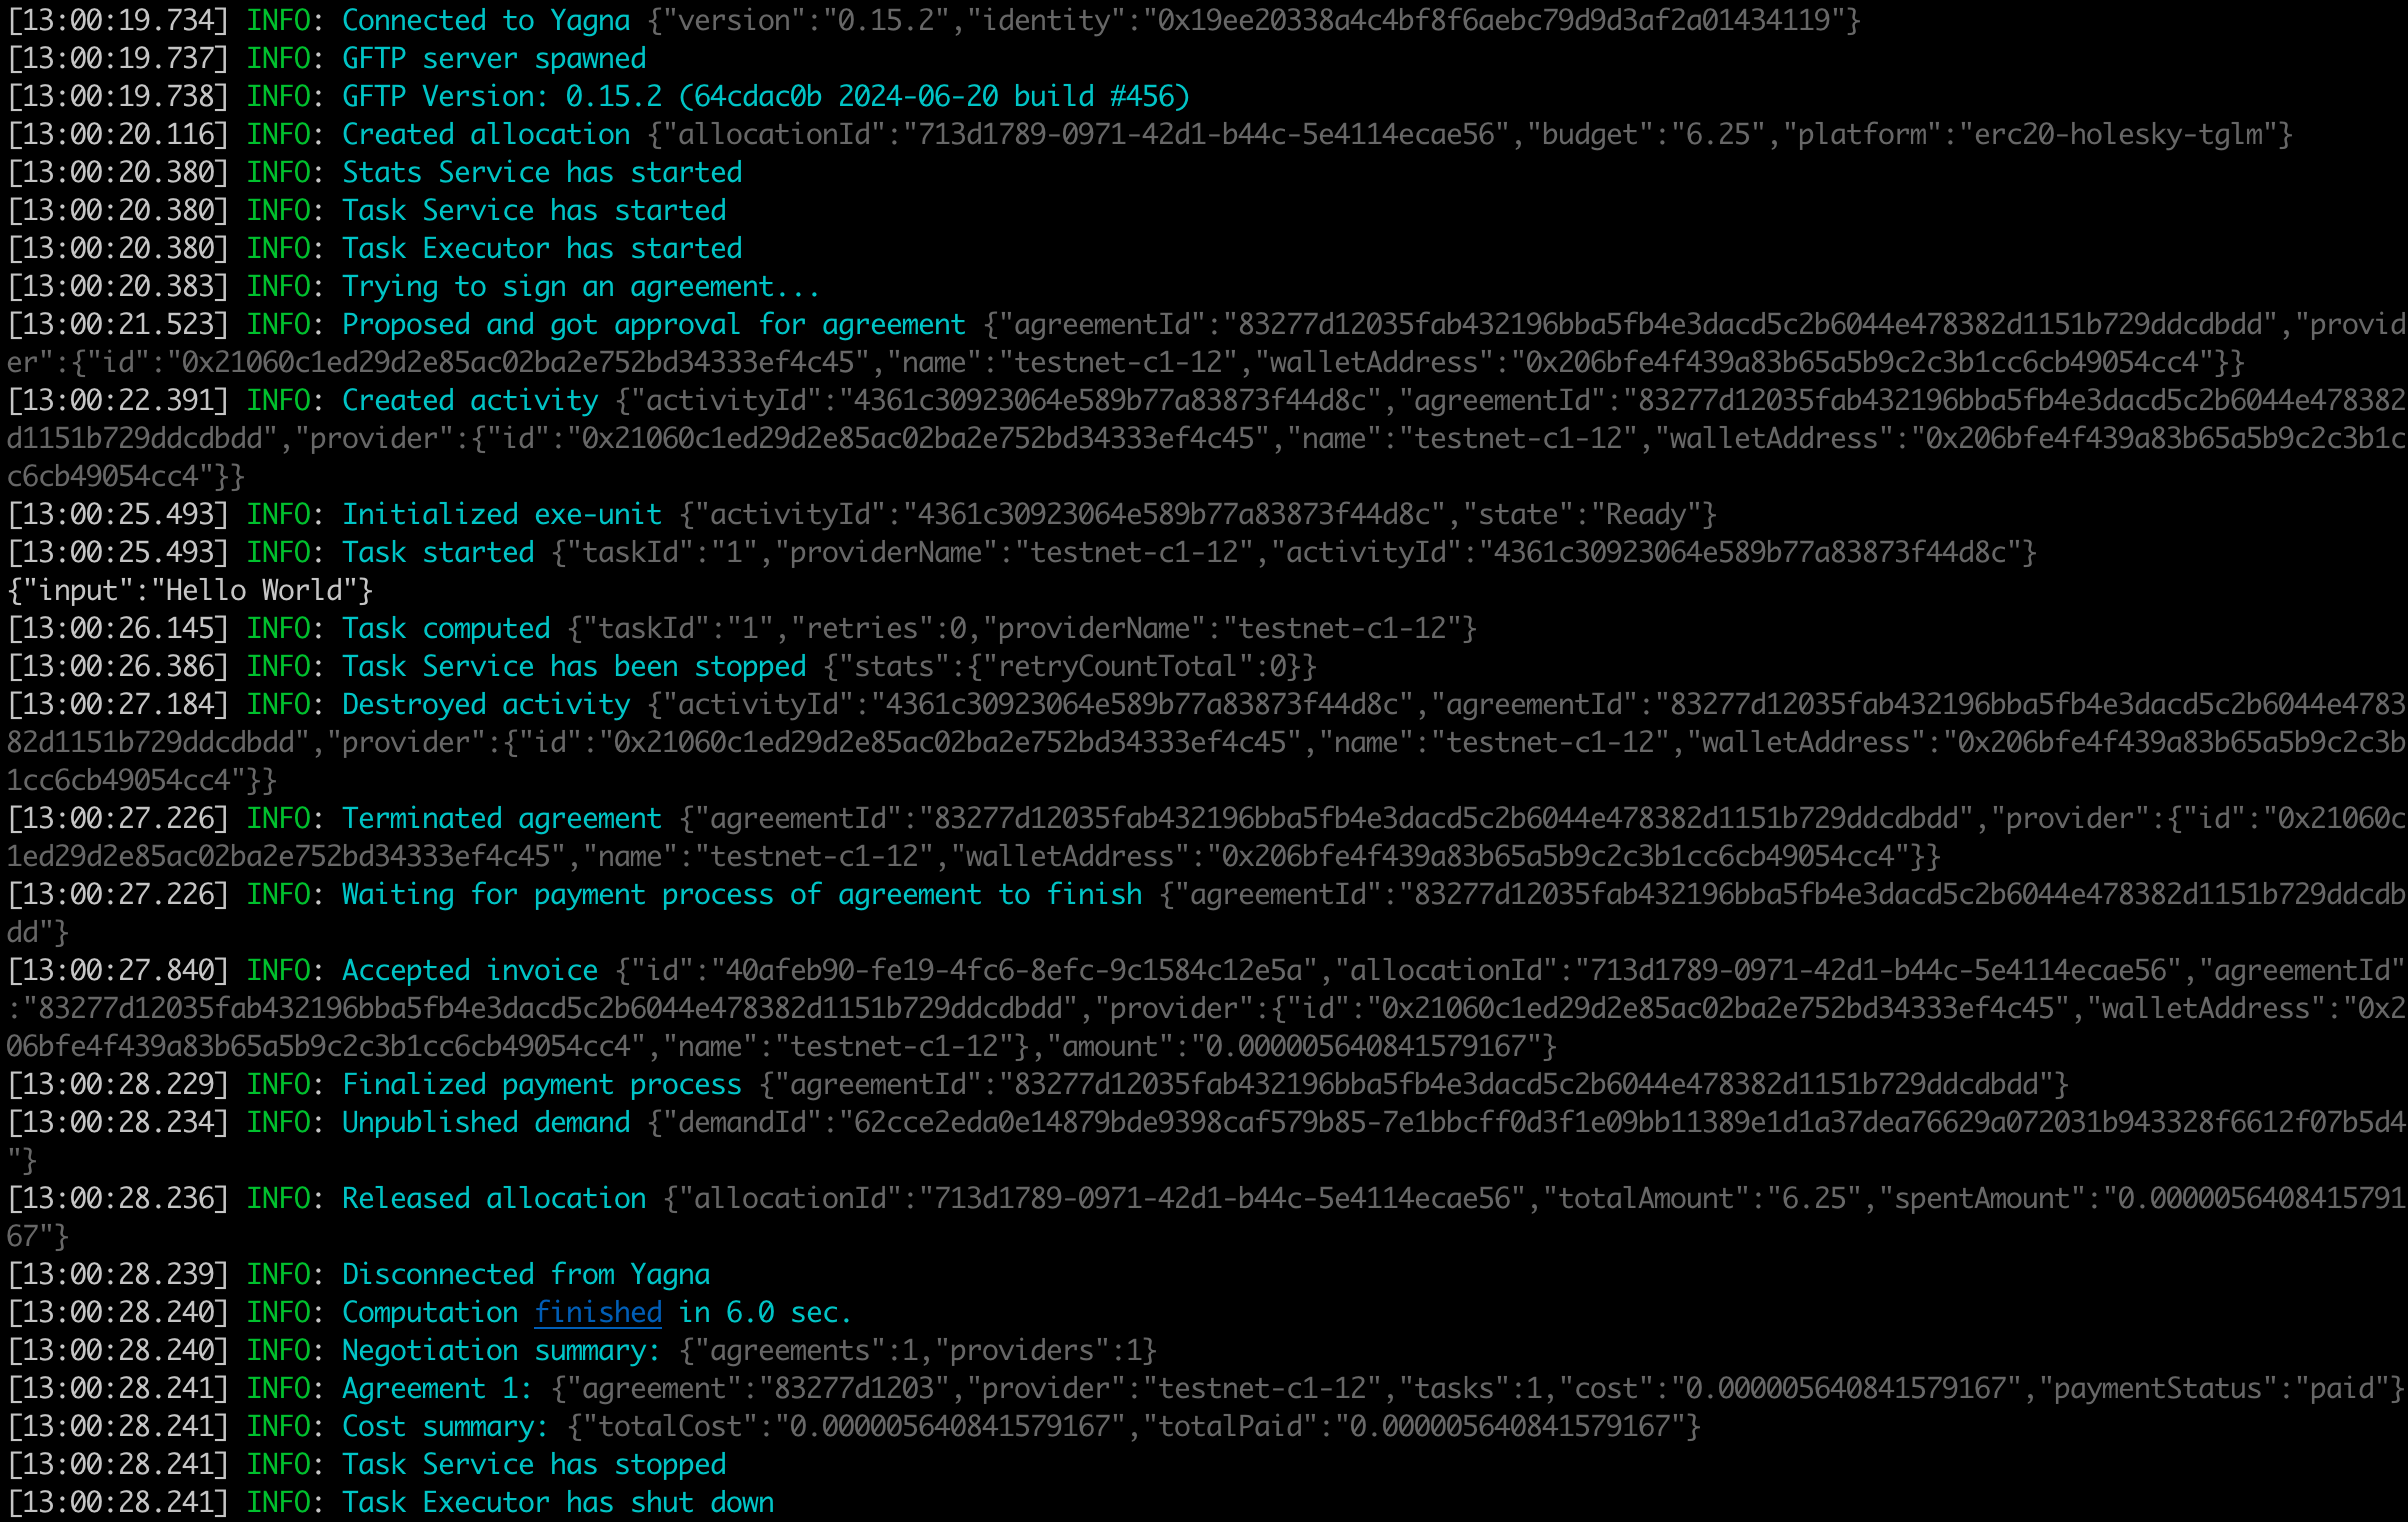 [13:00:19.734] INFO: Connected to Yagna {"version":"0.15.2","identity":"0x19ee20338a4c4bf8f6aebc79d9d3af2a01434119"}
[13:00:19.737] INFO: GFTP server spawned
[13:00:19.738] INFO: GFTP Version: 0.15.2 (64cdac0b 2024-06-20 build #456)
[13:00:20.116] INFO: Created allocation {"allocationId":"713d1789-0971-42d1-b44c-5e4114ecae56","budget":"6.25","platform":"erc20-holesky-tglm"}
[13:00:20.380] INFO: Stats Service has started
[13:00:20.380] INFO: Task Service has started
[13:00:20.380] INFO: Task Executor has started
[13:00:20.383] INFO: Trying to sign an agreement...
[13:00:21.523] INFO: Proposed and got approval for agreement {"agreementId":"83277d12035fab432196bba5fb4e3dacd5c2b6044e478382d1151b729ddcdbdd","provid
er":{"id":"0x21060c1ed29d2e85ac02ba2e752bd34333ef4c45","name":"testnet-c1-12","walletAddress":"0x206bfe4f439a83b65a5b9c2c3b1cc6cb49054cc4"}}
[13:00:22.391] INFO: Created activity {"activityId":"4361c30923064e589b77a83873f44d8c","agreementId":"83277d12035fab432196bba5fb4e3dacd5c2b6044e478382
d1151b729ddcdbdd","provider":{"id":"0x21060c1ed29d2e85ac02ba2e752bd34333ef4c45","name":"testnet-c1-12","walletAddress":"0x206bfe4f439a83b65a5b9c2c3b1c
c6cb49054cc4"}}
[13:00:25.493] INFO: Initialized exe-unit {"activityId":"4361c30923064e589b77a83873f44d8c","state":"Ready"}
[13:00:25.493] INFO: Task started {"taskId":"1","providerName":"testnet-c1-12","activityId":"4361c30923064e589b77a83873f44d8c"}
{"input":"Hello World"}
[13:00:26.145] INFO: Task computed {"taskId":"1","retries":0,"providerName":"testnet-c1-12"}
[13:00:26.386] INFO: Task Service has been stopped {"stats":{"retryCountTotal":0}}
[13:00:27.184] INFO: Destroyed activity {"activityId":"4361c30923064e589b77a83873f44d8c","agreementId":"83277d12035fab432196bba5fb4e3dacd5c2b6044e4783
82d1151b729ddcdbdd","provider":{"id":"0x21060c1ed29d2e85ac02ba2e752bd34333ef4c45","name":"testnet-c1-12","walletAddress":"0x206bfe4f439a83b65a5b9c2c3b
1cc6cb49054cc4"}}
[13:00:27.226] INFO: Terminated agreement {"agreementId":"83277d12035fab432196bba5fb4e3dacd5c2b6044e478382d1151b729ddcdbdd","provider":{"id":"0x21060c
1ed29d2e85ac02ba2e752bd34333ef4c45","name":"testnet-c1-12","walletAddress":"0x206bfe4f439a83b65a5b9c2c3b1cc6cb49054cc4"}}
[13:00:27.226] INFO: Waiting for payment process of agreement to finish {"agreementId":"83277d12035fab432196bba5fb4e3dacd5c2b6044e478382d1151b729ddcdb
dd"}
[13:00:27.840] INFO: Accepted invoice {"id":"40afeb90-fe19-4fc6-8efc-9c1584c12e5a","allocationId":"713d1789-0971-42d1-b44c-5e4114ecae56","agreementId"
:"83277d12035fab432196bba5fb4e3dacd5c2b6044e478382d1151b729ddcdbdd","provider":{"id":"0x21060c1ed29d2e85ac02ba2e752bd34333ef4c45","walletAddress":"0x2
06bfe4f439a83b65a5b9c2c3b1cc6cb49054cc4","name":"testnet-c1-12"},"amount":"0.000005640841579167"}
[13:00:28.229] INFO: Finalized payment process {"agreementId":"83277d12035fab432196bba5fb4e3dacd5c2b6044e478382d1151b729ddcdbdd"}
[13:00:28.234] INFO: Unpublished demand {"demandId":"62cce2eda0e14879bde9398caf579b85-7e1bbcff0d3f1e09bb11389e1d1a37dea76629a072031b943328f6612f07b5d4
"}
[13:00:28.236] INFO: Released allocation {"allocationId":"713d1789-0971-42d1-b44c-5e4114ecae56","totalAmount":"6.25","spentAmount":"0.0000056408415791
67"}
[13:00:28.239] INFO: Disconnected from Yagna
[13:00:28.240] INFO: Computation finished in 6.0 sec.
[13:00:28.240] INFO: Negotiation summary: {"agreements":1,"providers":1}
[13:00:28.241] INFO: Agreement 1: {"agreement":"83277d1203","provider":"testnet-c1-12","tasks":1,"cost":"0.000005640841579167","paymentStatus":"paid"}
[13:00:28.241] INFO: Cost summary: {"totalCost":"0.000005640841579167","totalPaid":"0.000005640841579167"}
[13:00:28.241] INFO: Task Service has stopped
[13:00:28.241] INFO: Task Executor has shut down